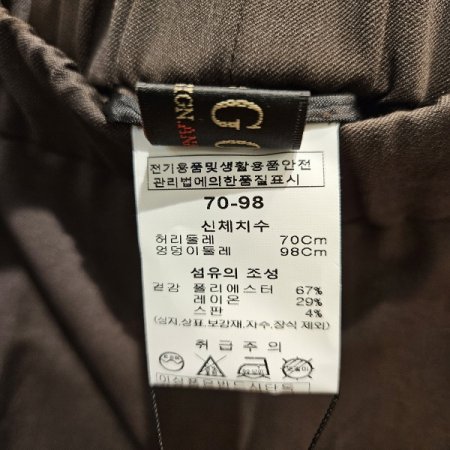 GO
전기용품및생활용품안전
관리법에의한품질표시
70-98
신체치수
허리둘레 70Cm
엉덩이둘레 98Cm
섬유의 조성
겉감 폴리에스터 67%
레이온 29%
스판 4%
(심지,상표,보강재,자수,장식 제외)
취급주의